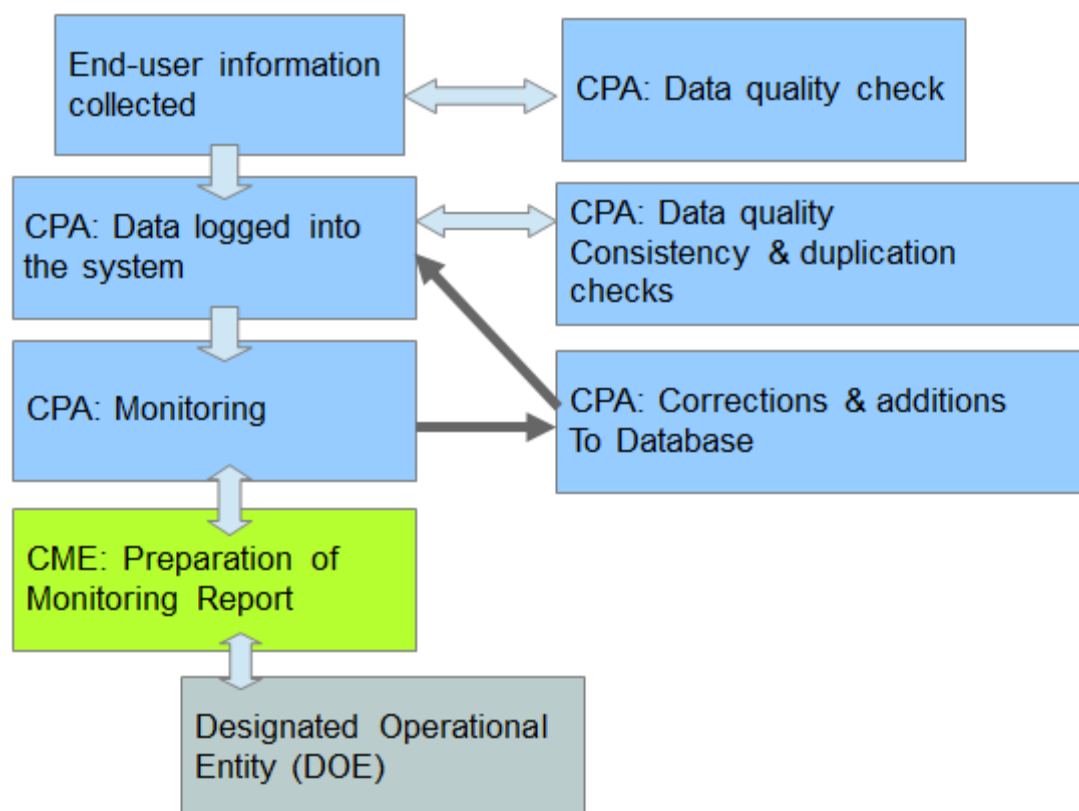 End-user information
collected
CPA: Data quality check
CPA: Data logged into
the system
CPA: Data quality
Consistency & duplication
checks
CPA: Monitoring
CPA: Corrections & additions
To Database
CME: Preparation of
Monitoring Report
Designated Operational
Entity (DOE)